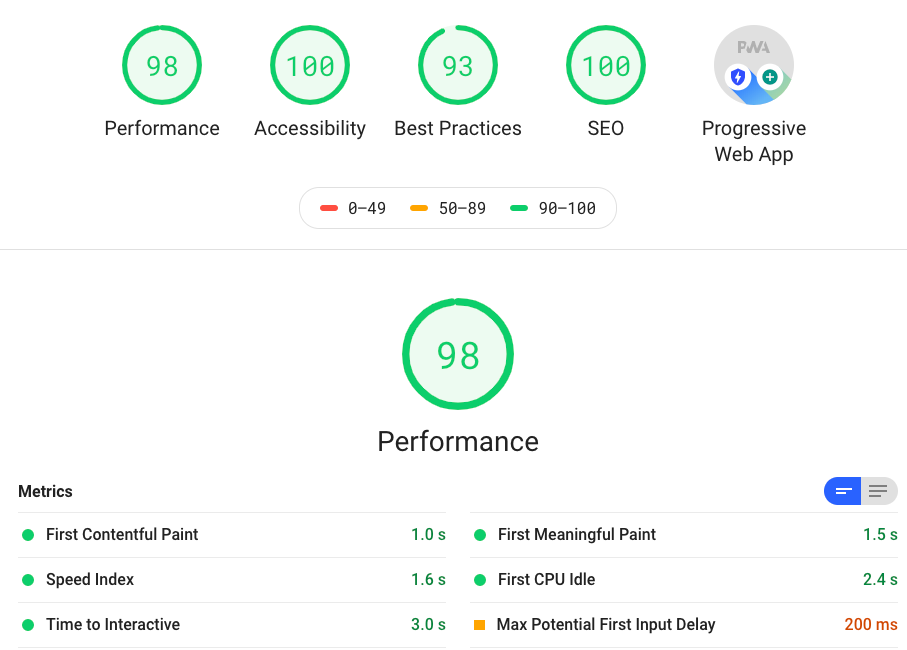 98 100 93 100 PWA
Performance Accessibility Best Practices SEO Progressive
Web App
0–49 50–89 90–100
98
Performance
Metrics
First Contentful Paint 1.0 s First Meaningful Paint 1.5 s
Speed Index 1.6 s First CPU Idle 2.4 s
Time to Interactive 3.0 s Max Potential First Input Delay 200 ms